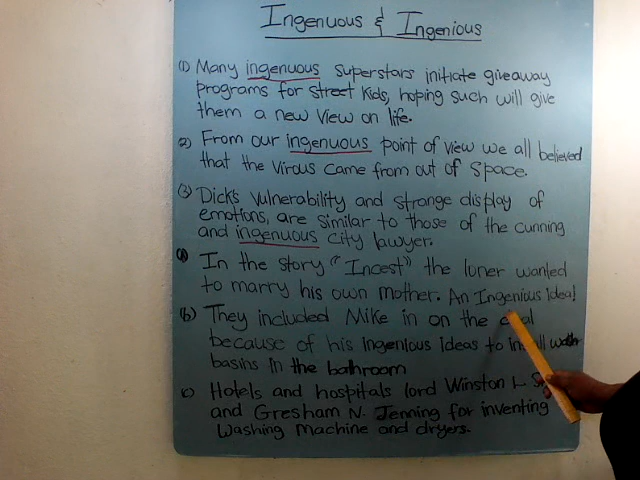 Ingenuous & Ingenious
(1) Many ingenuous superstars initiate giveaway
programs for street kids, hoping such will give
them a new view on life.
(2) From our ingenuous point of view we all believed
that the virous came from out of space.
(3) Dick's vulnerability and strange display of
emotions, are similar to those of the cunning
and ingenuous city lawyer.
In the story "Incest" the luner wanted
to marry his own mother. An Ingenious idea!
(b) They included Mike in on the
because of his Ingenious ideas to wash
basins in the bathroom
(c) Hotels and hospitals lord Winston L.
and Gresham N. Jenning for inventing
washing machine and dryers.